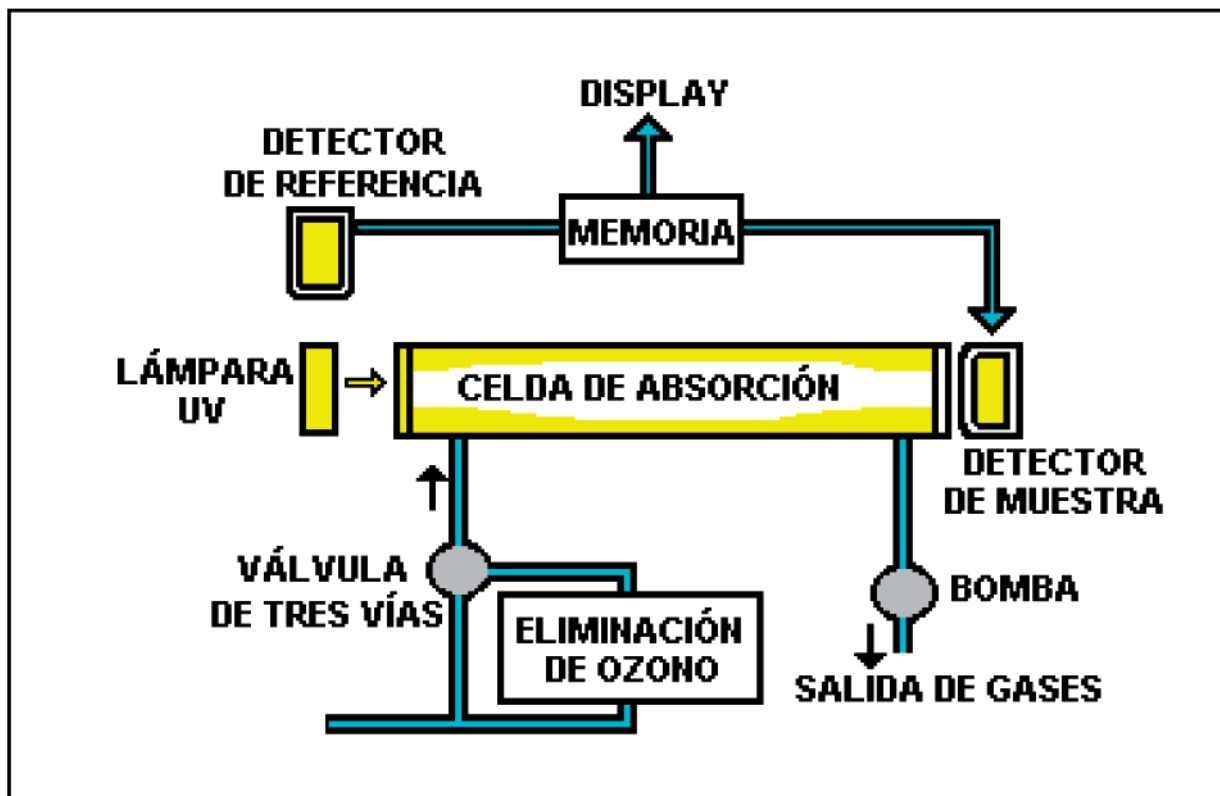 DISPLAY
DETECTOR
DE REFERENCIA
MEMORIA
LÁMPARA
UV
CELDA DE ABSORCIÓN
DETECTOR
DE MUESTRA
VÁLVULA
DE TRES VÍAS
ELIMINACIÓN
DE OZONO
BOMBA
SALIDA DE GASES